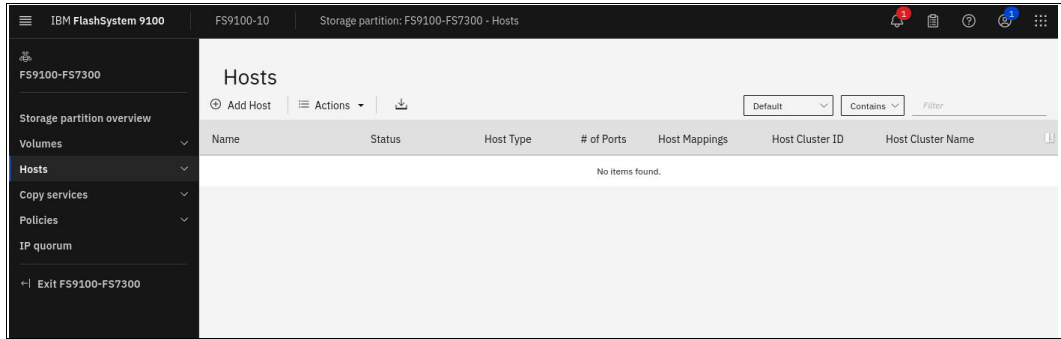 IBM FlashSystem 9100 FS9100-10 Storage partition: FS9100-FS7300 - Hosts 1 1
FS9100-FS7300
Storage partition overview
Volumes
Hosts
Copy services
Policies
IP quorum
Exit FS9100-FS7300
Hosts
Add Host Actions Default Contains Filter
Name Status Host Type # of Ports Host Mappings Host Cluster ID Host Cluster Name
No items found.